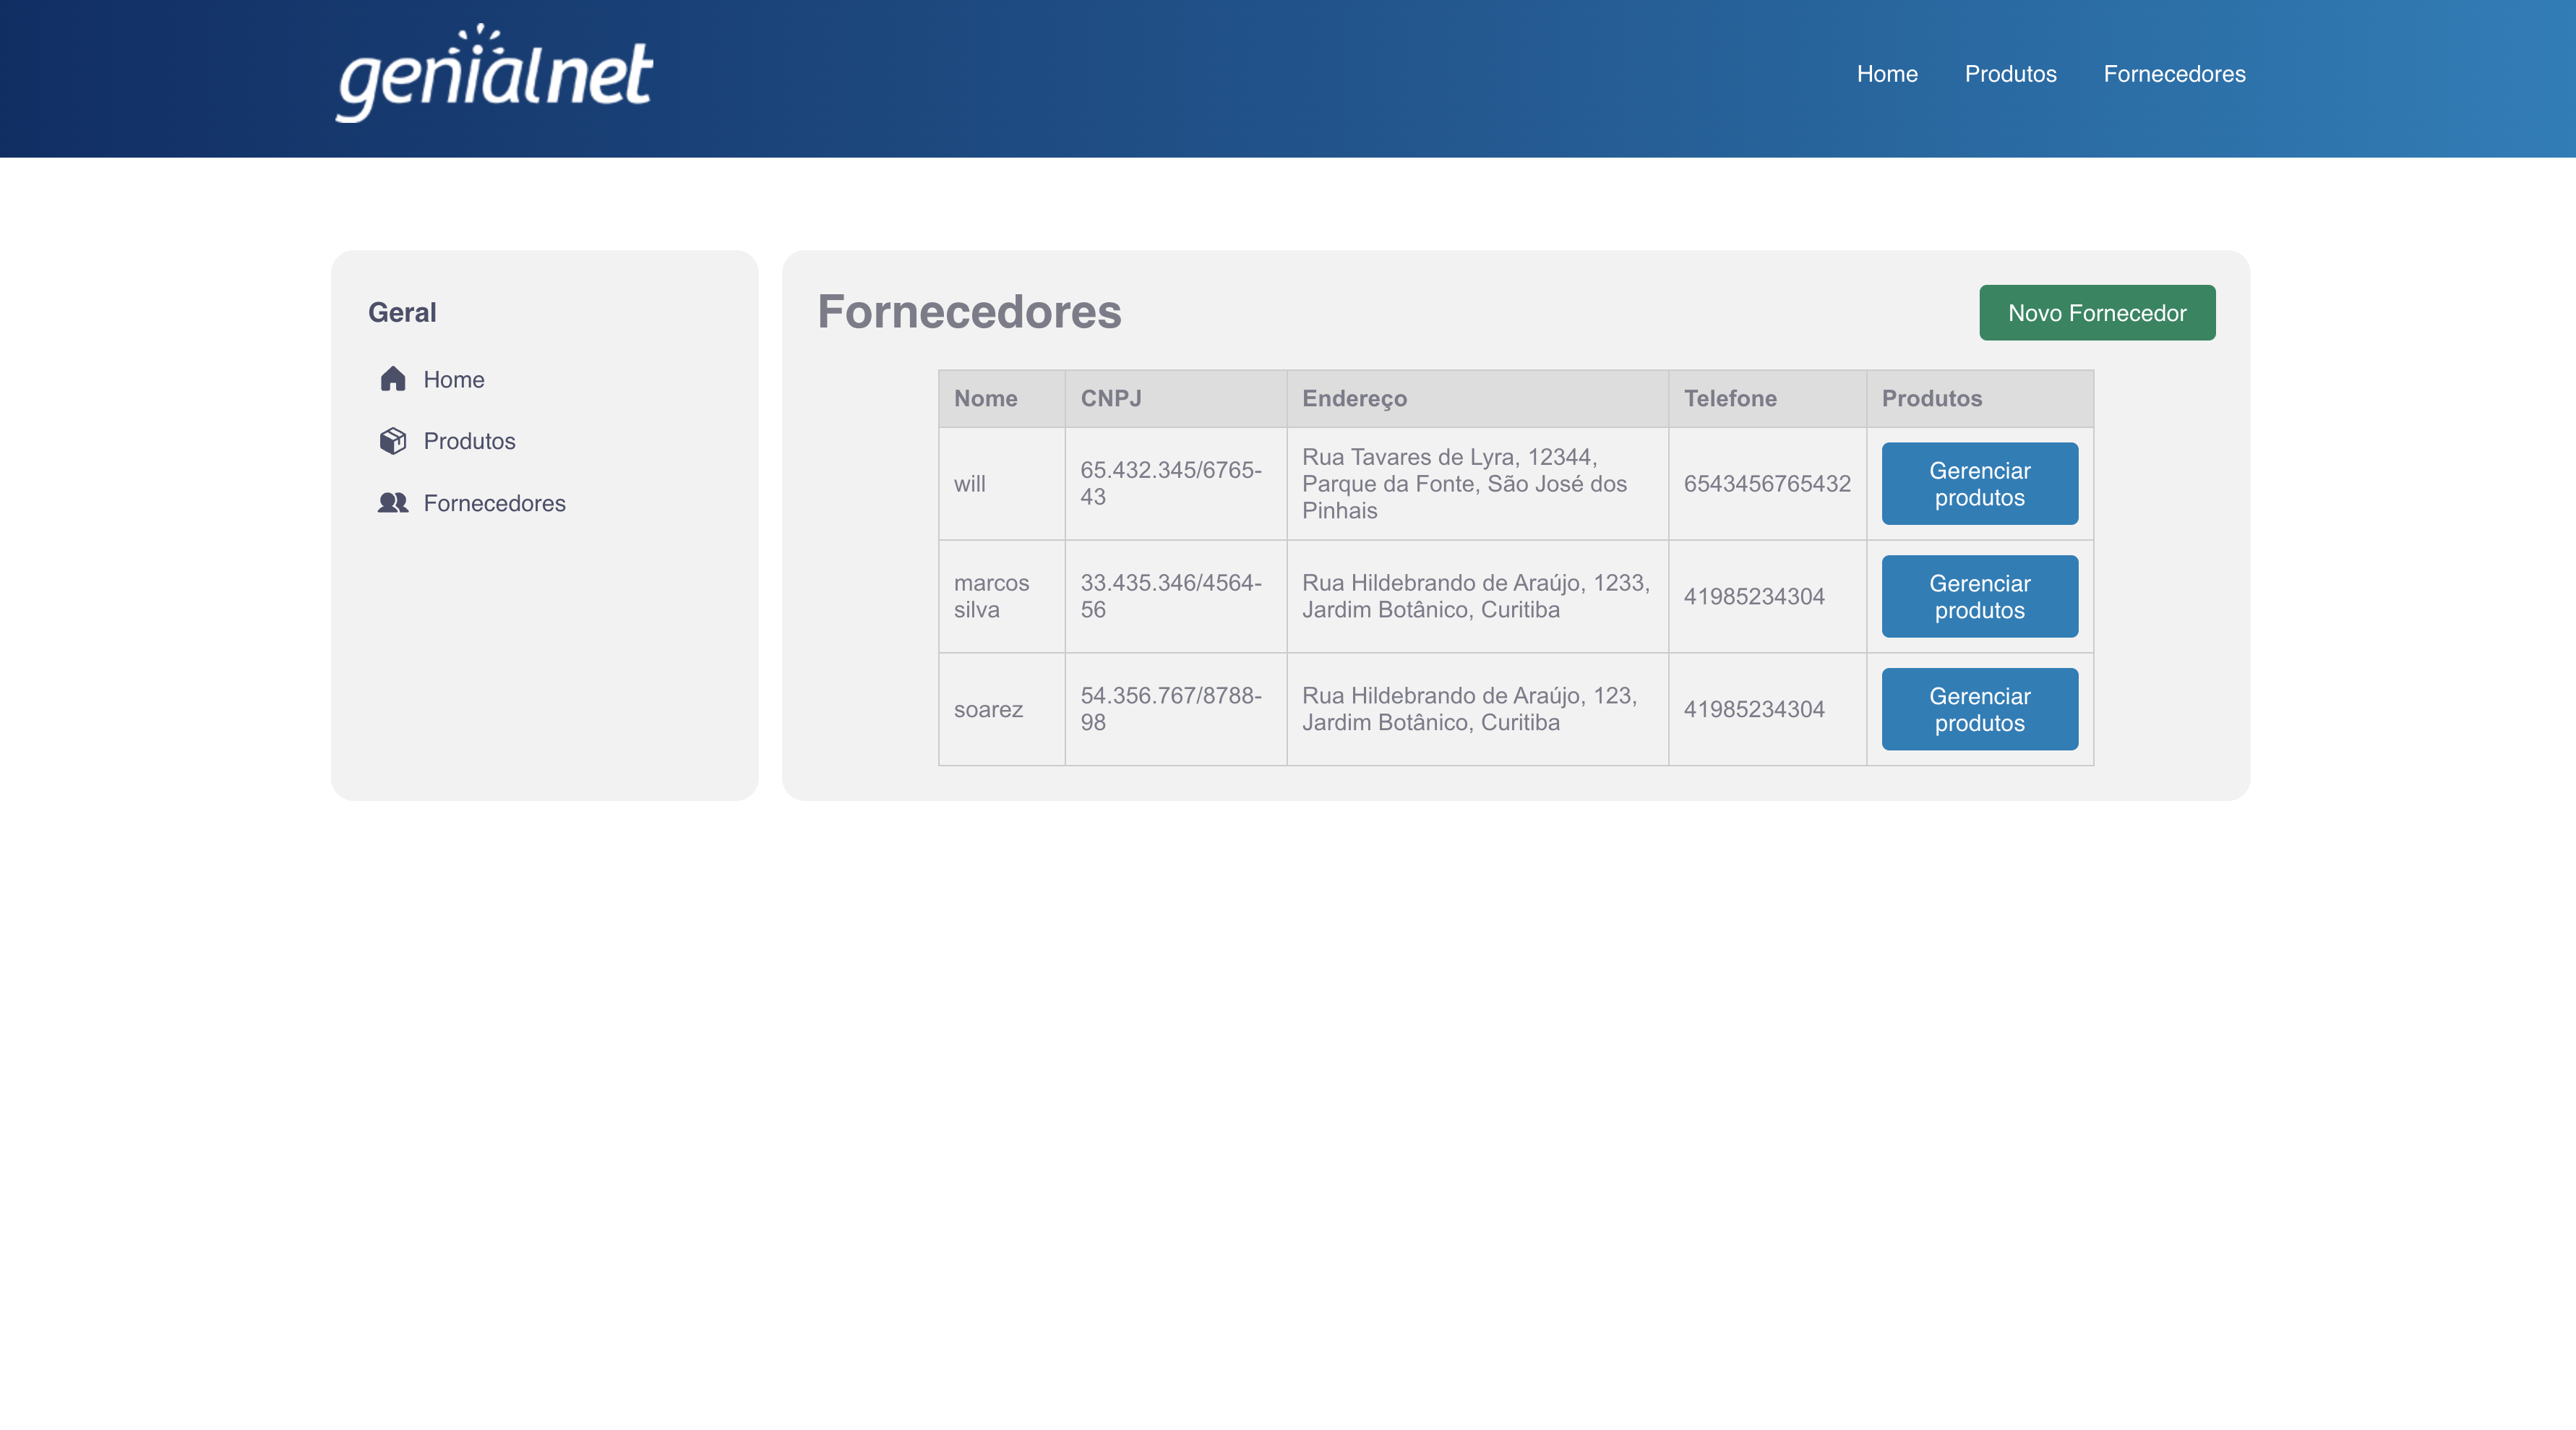 genialnet
Home Produtos Fornecedores
Geral
Home
Produtos
Fornecedores
Fornecedores
Novo Fornecedor
Nome CNPJ Endereço Telefone Produtos
will
65.432.345/6765-
43
Rua Tavares de Lyra, 12344,
Parque da Fonte, São José dos
Pinhais
6543456765432
Gerenciar
produtos
marcos
silva
33.435.346/4564-
56
Rua Hildebrando de Araújo, 1233,
Jardim Botânico, Curitiba
41985234304
Gerenciar
produtos
soarez
54.356.767/8788-
98
Rua Hildebrando de Araújo, 123,
Jardim Botânico, Curitiba
41985234304
Gerenciar
produtos